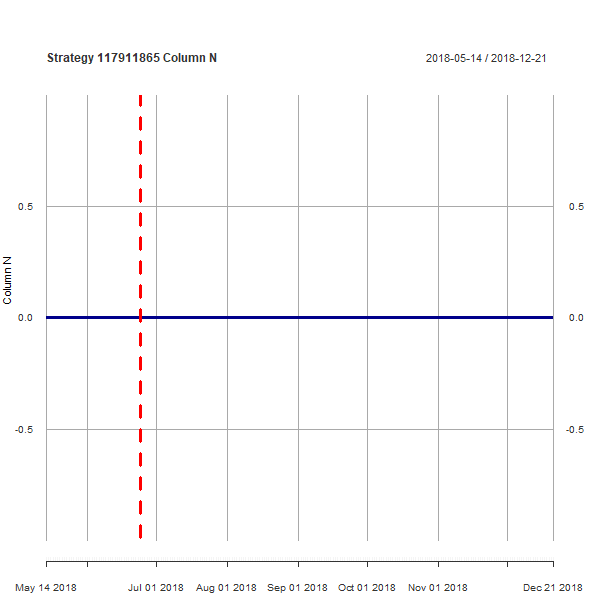 Strategy 117911865 Column N
2018-05-14 / 2018-12-21
0.5
0.5
Column N
0.0
0.0
-0.5
-0.5
May 14 2018
Jul 01 2018
Aug 01 2018
Sep 01 2018
Oct 01 2018
Nov 01 2018
Dec 21 2018